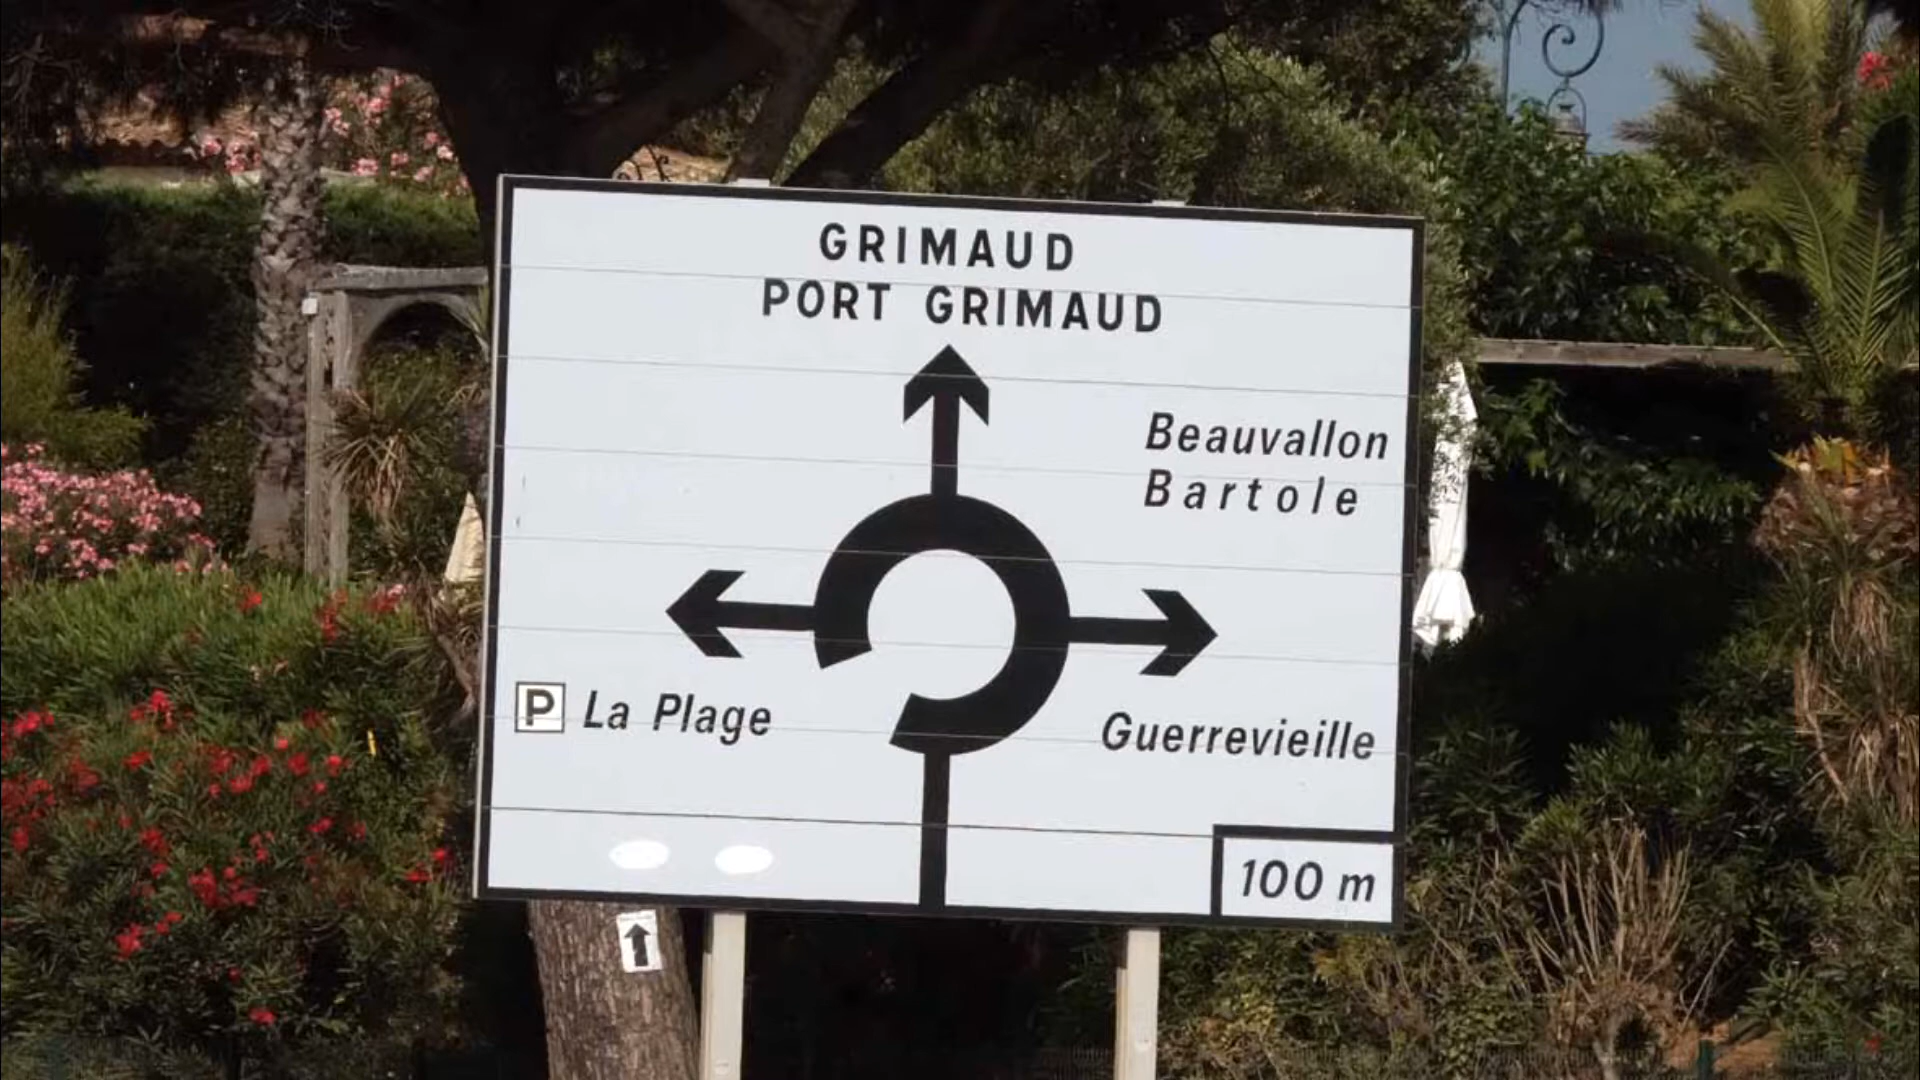 GRIMAUD
PORT GRIMAUD
Beauvallon
Bartole
P La Plage
Guerrevieille
100 m